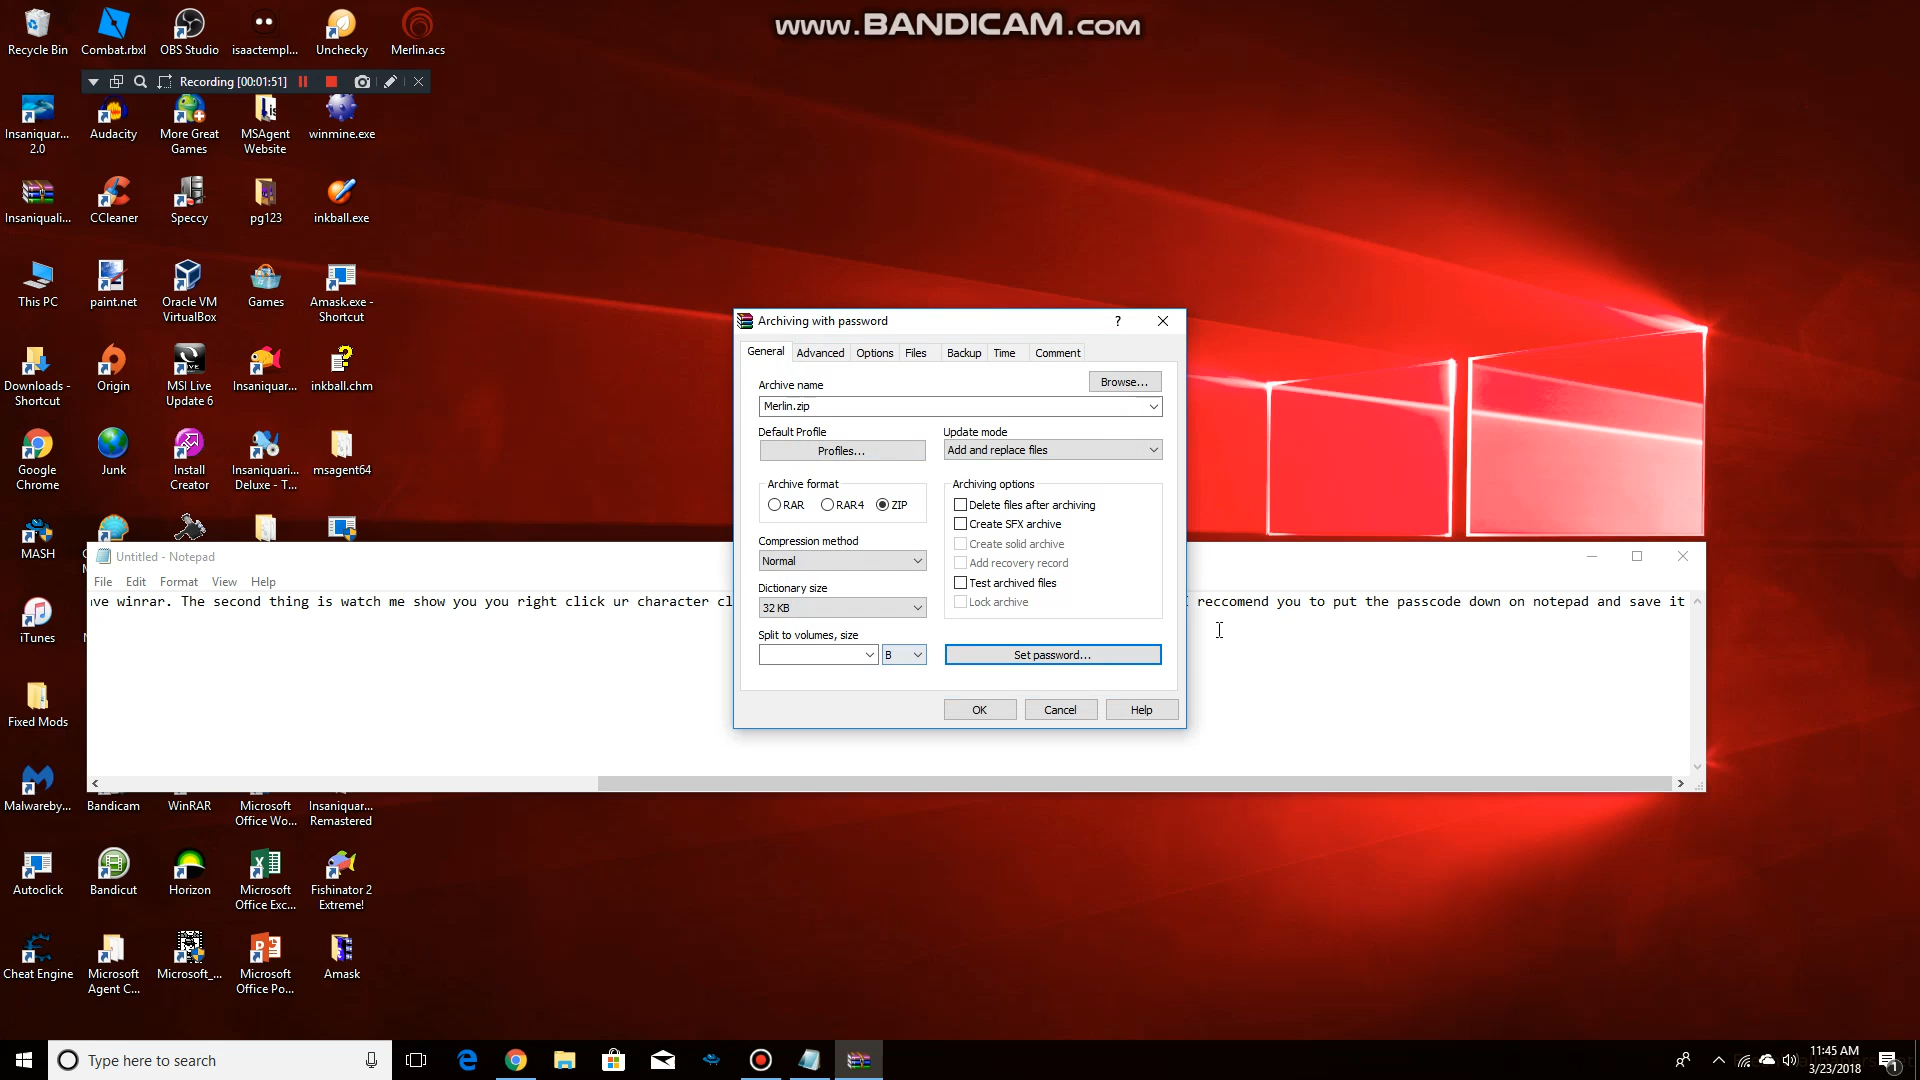 www.BANDICAM.com
Recycle Bin
Combat.rbxl
OBS Studio
isaactempl...
Unchecky
Merlin.acs
Recording [00:01:51]
Insaniquar... 2.0
Audacity
More Great Games
MSAgent Website
winmine.exe
Insaniquali...
CCleaner
Speccy
pg123
inkball.exe
This PC
paint.net
Oracle VM VirtualBox
Games
Amask.exe - Shortcut
Downloads - Shortcut
Origin
MSI Live Update 6
Insaniquar...
inkball.chm
Google Chrome
Junk
Install Creator
Insaniquari... Deluxe - T...
msagent64
MASH
iTunes
Fixed Mods
Malwareby...
Bandicam
WinRAR
Microsoft Office Wo...
Insaniquar... Remastered
Autoclick
Bandicut
Horizon
Microsoft Office Exc...
Fishinator 2 Extreme!
Cheat Engine
Microsoft Agent C...
Microsoft_...
Microsoft Office Po...
Amask
Archiving with password
?
General Advanced Options Files Backup Time Comment
Archive name
Browse...
Merlin.zip
Default Profile
Profiles...
Update mode
Add and replace files
Archive format
RAR RAR4 ZIP
Compression method
Normal
Dictionary size
32 KB
Split to volumes, size
B
Archiving options
Delete files after archiving
Create SFX archive
Create solid archive
Add recovery record
Test archived files
Lock archive
Set password...
OK Cancel Help
Untitled - Notepad
File Edit Format View Help
ve winrar. The second thing is watch me show you you right click ur character cl
reccomend you to put the passcode down on notepad and save it
Type here to search
11:45 AM
3/23/2018
1